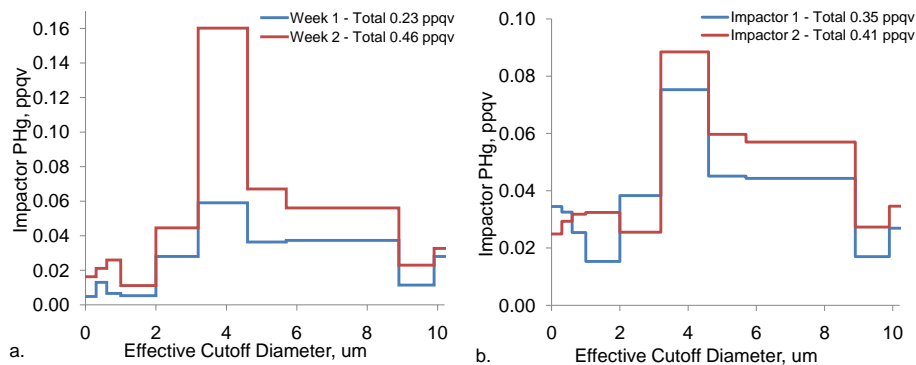 Week 1 - Total 0.23 ppqv
Week 2 - Total 0.46 ppqv
Impactor PHg, ppqv
0.16
0.14
0.12
0.10
0.08
0.06
0.04
0.02
0.00
0 2 4 6 8 10
Effective Cutoff Diameter, um
a.
Impactor 1 - Total 0.35 ppqv
Impactor 2 - Total 0.41 ppqv
Impactor PHg, ppqv
0.10
0.08
0.06
0.04
0.02
0.00
0 2 4 6 8 10
Effective Cutoff Diameter, um
b.